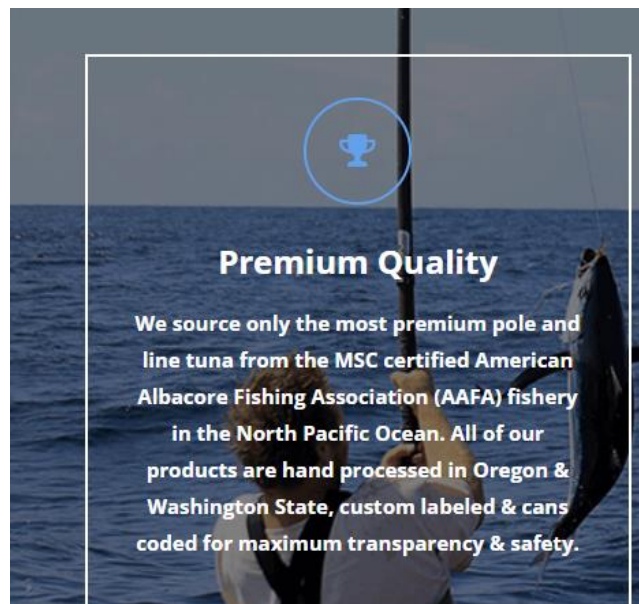 Premium Quality
We source only the most premium pole and
line tuna from the MSC certified American
Albacore Fishing Association (AAFA) fishery
in the North Pacific Ocean. All of our
products are hand processed in Oregon &
Washington State, custom labeled & cans
coded for maximum transparency & safety.